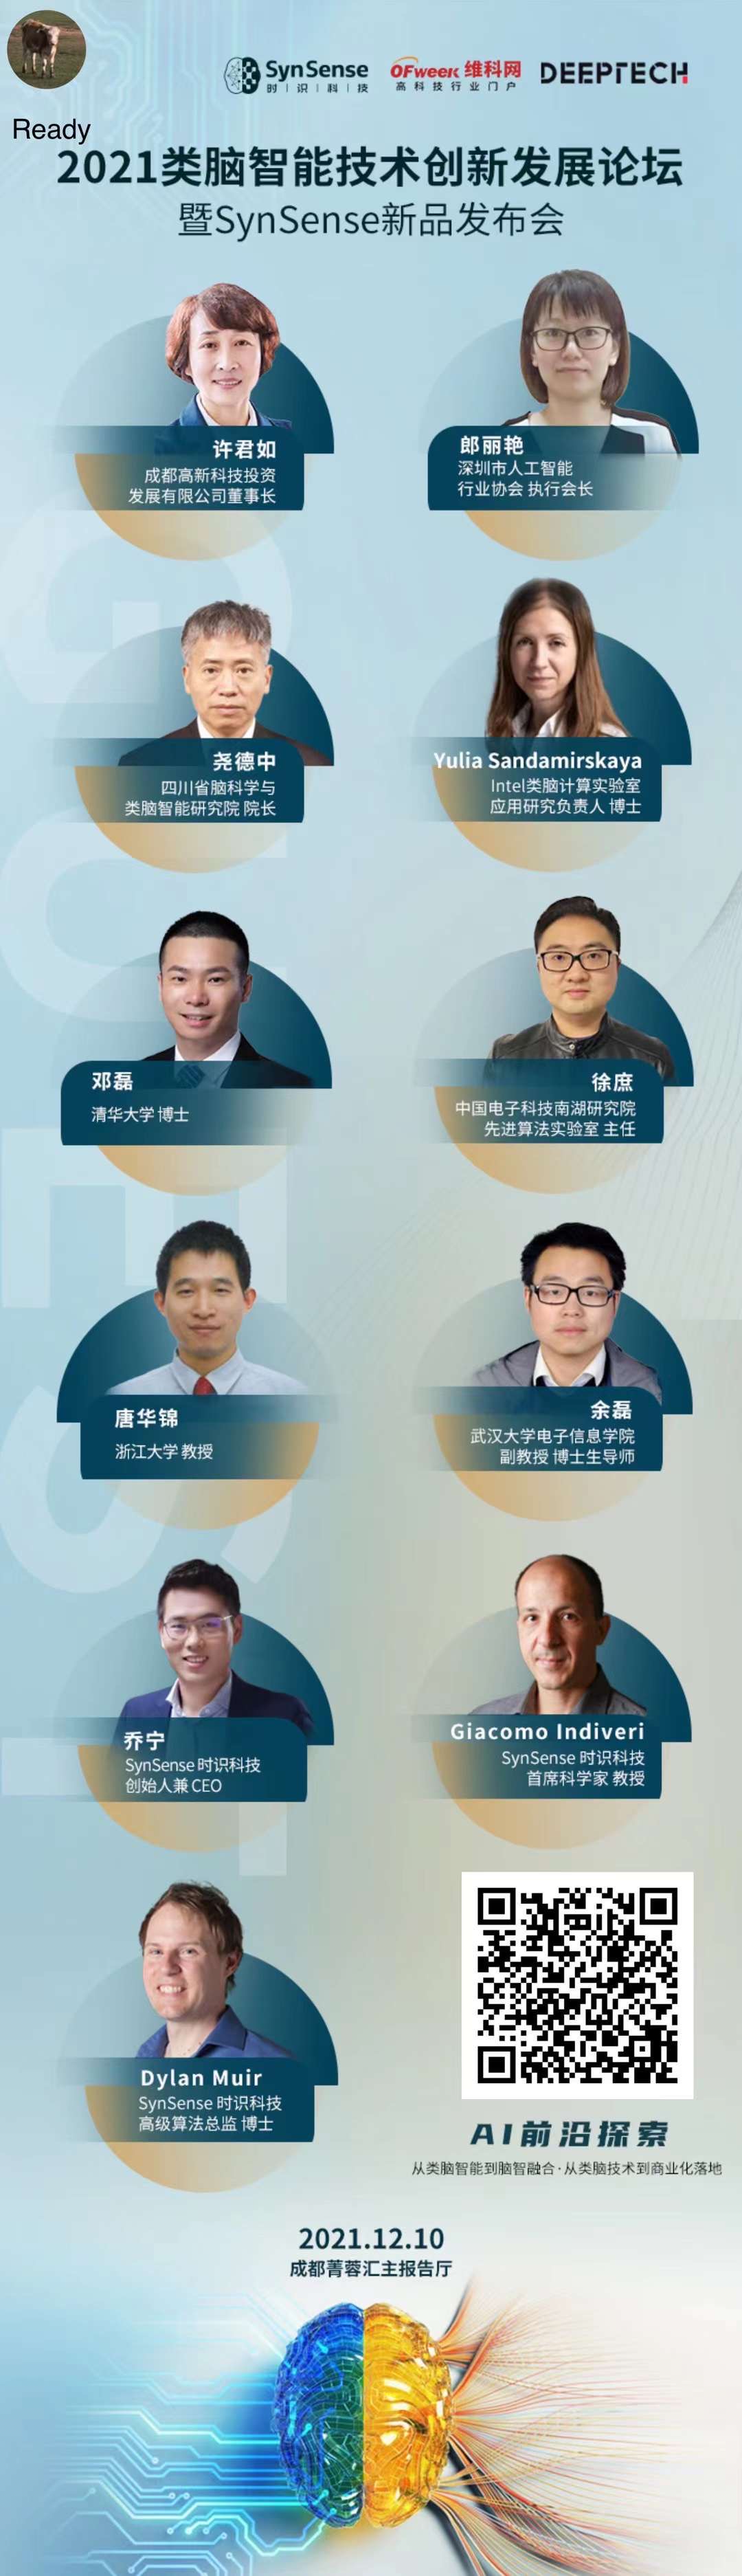 SynSense
时|识|科|技
OFweek 维科网
高科技行业门户
DEEPTECH
Ready
2021类脑智能技术创新发展论坛
暨SynSense新品发布会
许君如
成都高新科技投资
发展有限公司董事长
郎丽艳
深圳市人工智能
行业协会 执行会长
尧德中
四川省脑科学与
类脑智能研究院 院长
Yulia Sandamirskaya
Intel类脑计算实验室
应用研究负责人 博士
邓磊
清华大学 博士
徐庶
中国电子科技南湖研究院
先进算法实验室 主任
唐华锦
浙江大学 教授
余磊
武汉大学电子信息学院
副教授 博士生导师
乔宁
SynSense 时识科技
创始人兼 CEO
Giacomo Indiveri
SynSense 时识科技
首席科学家 教授
Dylan Muir
SynSense 时识科技
高级算法总监 博士
AI前沿探索
从类脑智能到脑智融合·从类脑技术到商业化落地
2021.12.10
成都菁蓉汇主报告厅
GUEST